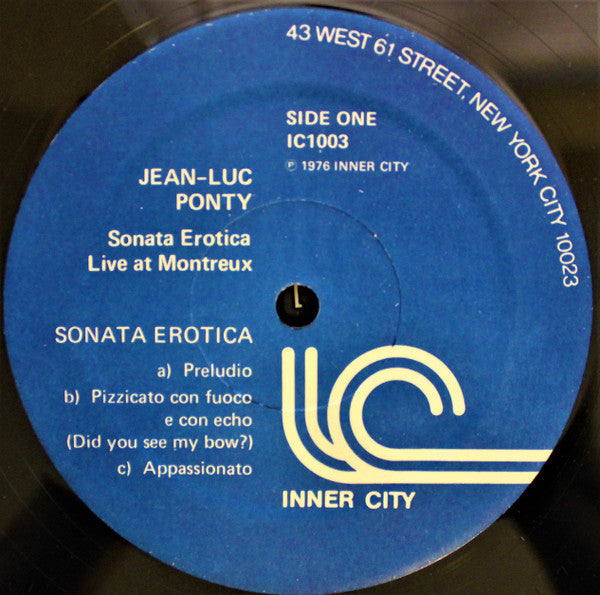 43 WEST 61 STREET, NEW YORK CITY 10023
SIDE ONE
IC1003
℗ 1976 INNER CITY
JEAN-LUC
PONTY
Sonata Erotica
Live at Montreux
SONATA EROTICA
a) Preludio
b) Pizzicato con fuoco
e con echo
(Did you see my bow?)
c) Appassionato
INNER CITY